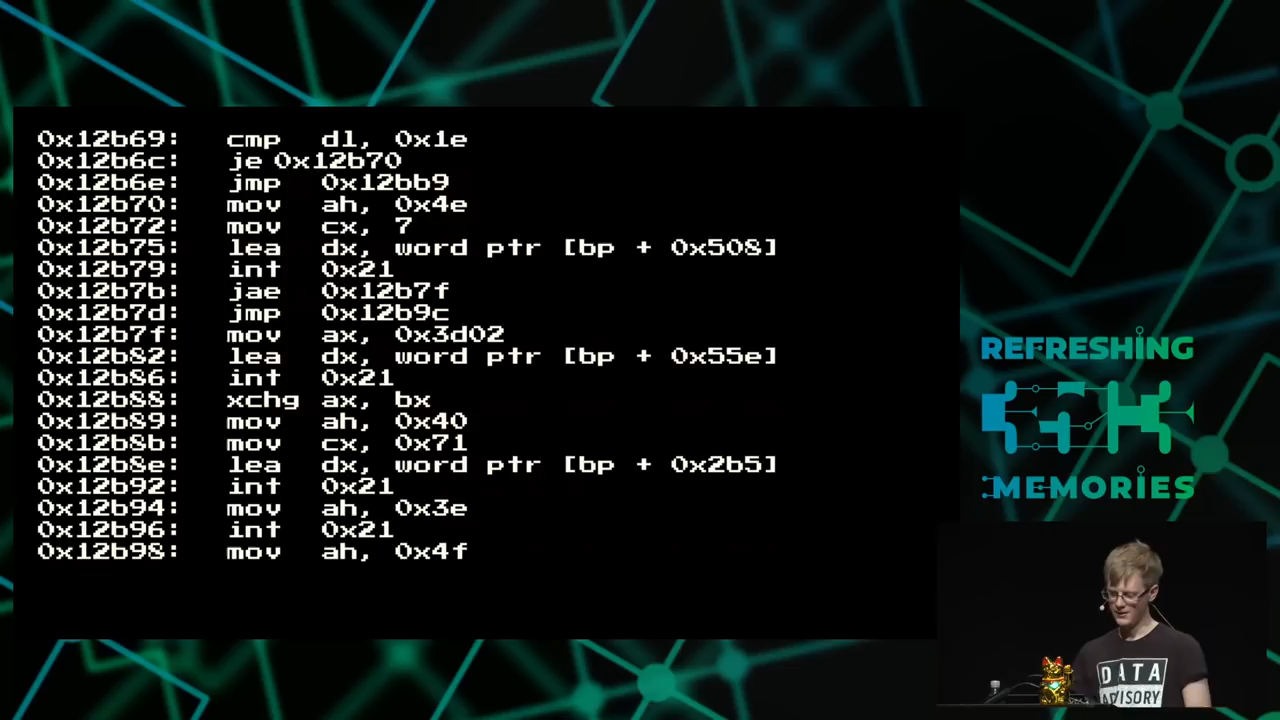 0x12b69: cmp dl, 0x1e
0x12b6c: je 0x12b70
0x12b6e: jmp 0x12bb9
0x12b70: mov ah, 0x4e
0x12b72: mov cx, 7
0x12b75: lea dx, word ptr [bp + 0x508]
0x12b79: int 0x21
0x12b7b: jae 0x12b7f
0x12b7d: jmp 0x12b9c
0x12b7f: mov ax, 0x3d02
0x12b82: lea dx, word ptr [bp + 0x55e]
0x12b86: int 0x21
0x12b88: xchg ax, bx
0x12b89: mov ah, 0x40
0x12b8b: mov cx, 0x71
0x12b8e: lea dx, word ptr [bp + 0x2b5]
0x12b92: int 0x21
0x12b94: mov ah, 0x3e
0x12b96: int 0x21
0x12b98: mov ah, 0x4f
REFRESHING
35C3
MEMORIES
DATA
ADVISORY